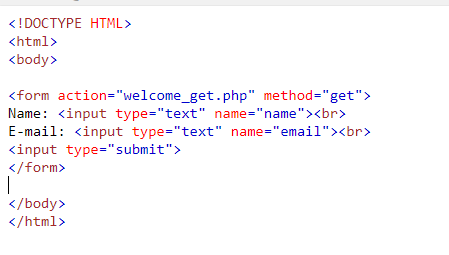 <!DOCTYPE HTML>
<html>
<body>
<form action="welcome_get.php" method="get">
Name: <input type="text" name="name"><br>
E-mail: <input type="text" name="email"><br>
<input type="submit">
</form>
</body>
</html>